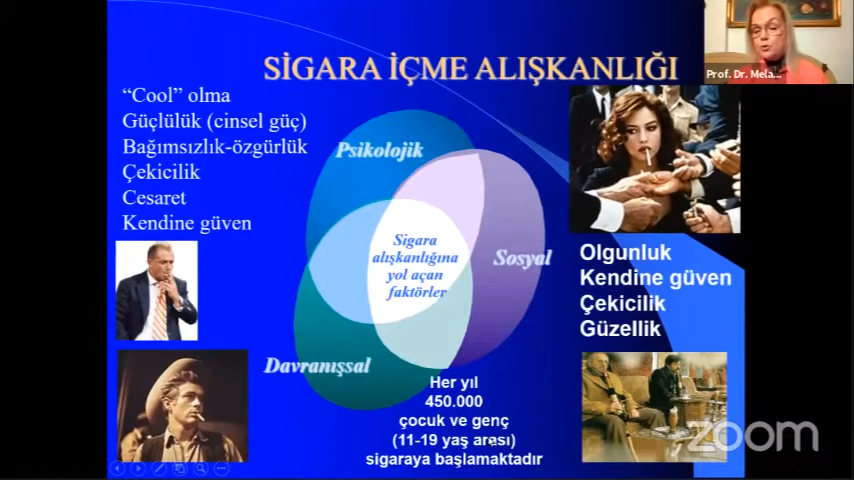 SİGARA İÇME ALIŞKANLIĞI
Prof. Dr. Mela...
“Cool” olma
Güçlülük (cinsel güç)
Bağımsızlık-özgürlük
Çekicilik
Cesaret
Kendine güven
Psikolojik
Sigara
alışkanlığına
yol açan
faktörler
Sosyal
Davranışsal
Olgunluk
Kendine güven
Çekicilik
Güzellik
Her yıl
450.000
çocuk ve genç
(11-19 yaş arası)
sigaraya başlamaktadır
zoom